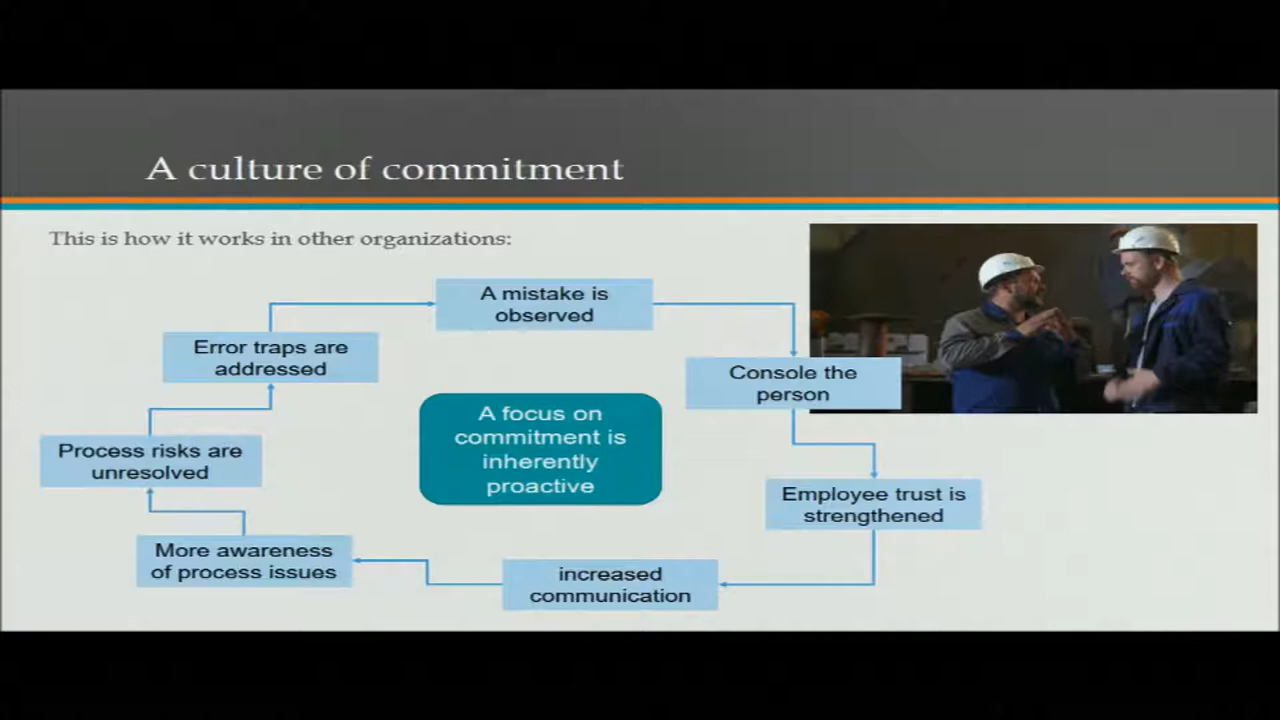 A culture of commitment
This is how it works in other organizations:
A mistake is
observed
Console the
person
Employee trust is
strengthened
increased
communication
More awareness
of process issues
Process risks are
unresolved
Error traps are
addressed
A focus on
commitment is
inherently
proactive